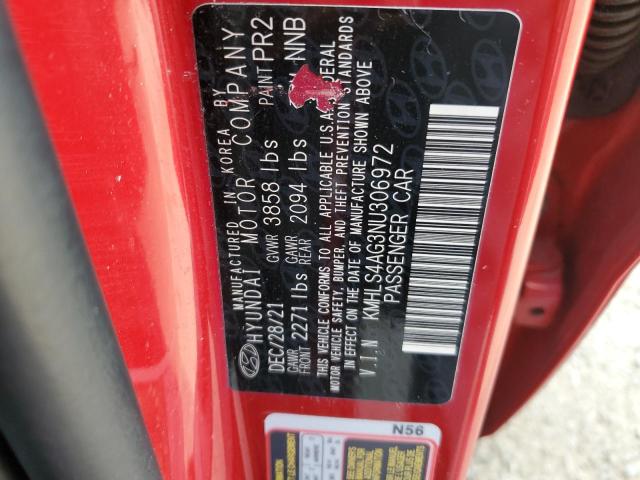 MANUFACTURED IN KOREA BY
HYUNDAI MOTOR COMPANY
DEC/28/21 GVWR 3858 lbs PAINT PR2
GAWR FRONT 2271 lbs GAWR REAR 2094 lbs NNB
THIS VEHICLE CONFORMS TO ALL APPLICABLE U.S.A. FEDERAL
MOTOR VEHICLE SAFETY, BUMPER, AND THEFT PREVENTION STANDARDS
IN EFFECT ON THE DATE OF MANUFACTURE SHOWN ABOVE
V I N KMHLS4AG3NU306972
PASSENGER CAR
N56